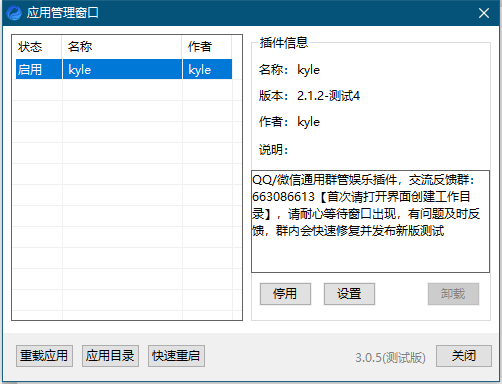 应用管理窗口
状态 名称 作者
启用 kyle kyle
插件信息
名称： kyle
版本： 2.1.2-测试4
作者： kyle
说明：
QQ/微信通用群管娱乐插件，交流反馈群：
663086613【首次请打开界面创建工作目
录】，请耐心等待窗口出现，有问题及时反
馈，群内会快速修复并发布新版测试
停用 设置 卸载
重载应用 应用目录 快速重启 3.0.5(测试版) 关闭